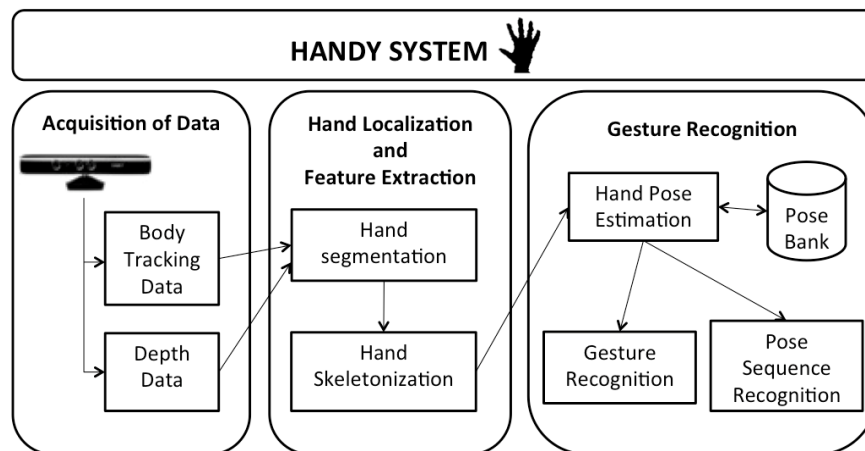 HANDY SYSTEM
Acquisition of Data
Body
Tracking
Data
Depth
Data
Hand Localization
and
Feature Extraction
Hand
segmentation
Hand
Skeletonization
Gesture Recognition
Hand Pose
Estimation
Pose
Bank
Gesture
Recognition
Pose
Sequence
Recognition